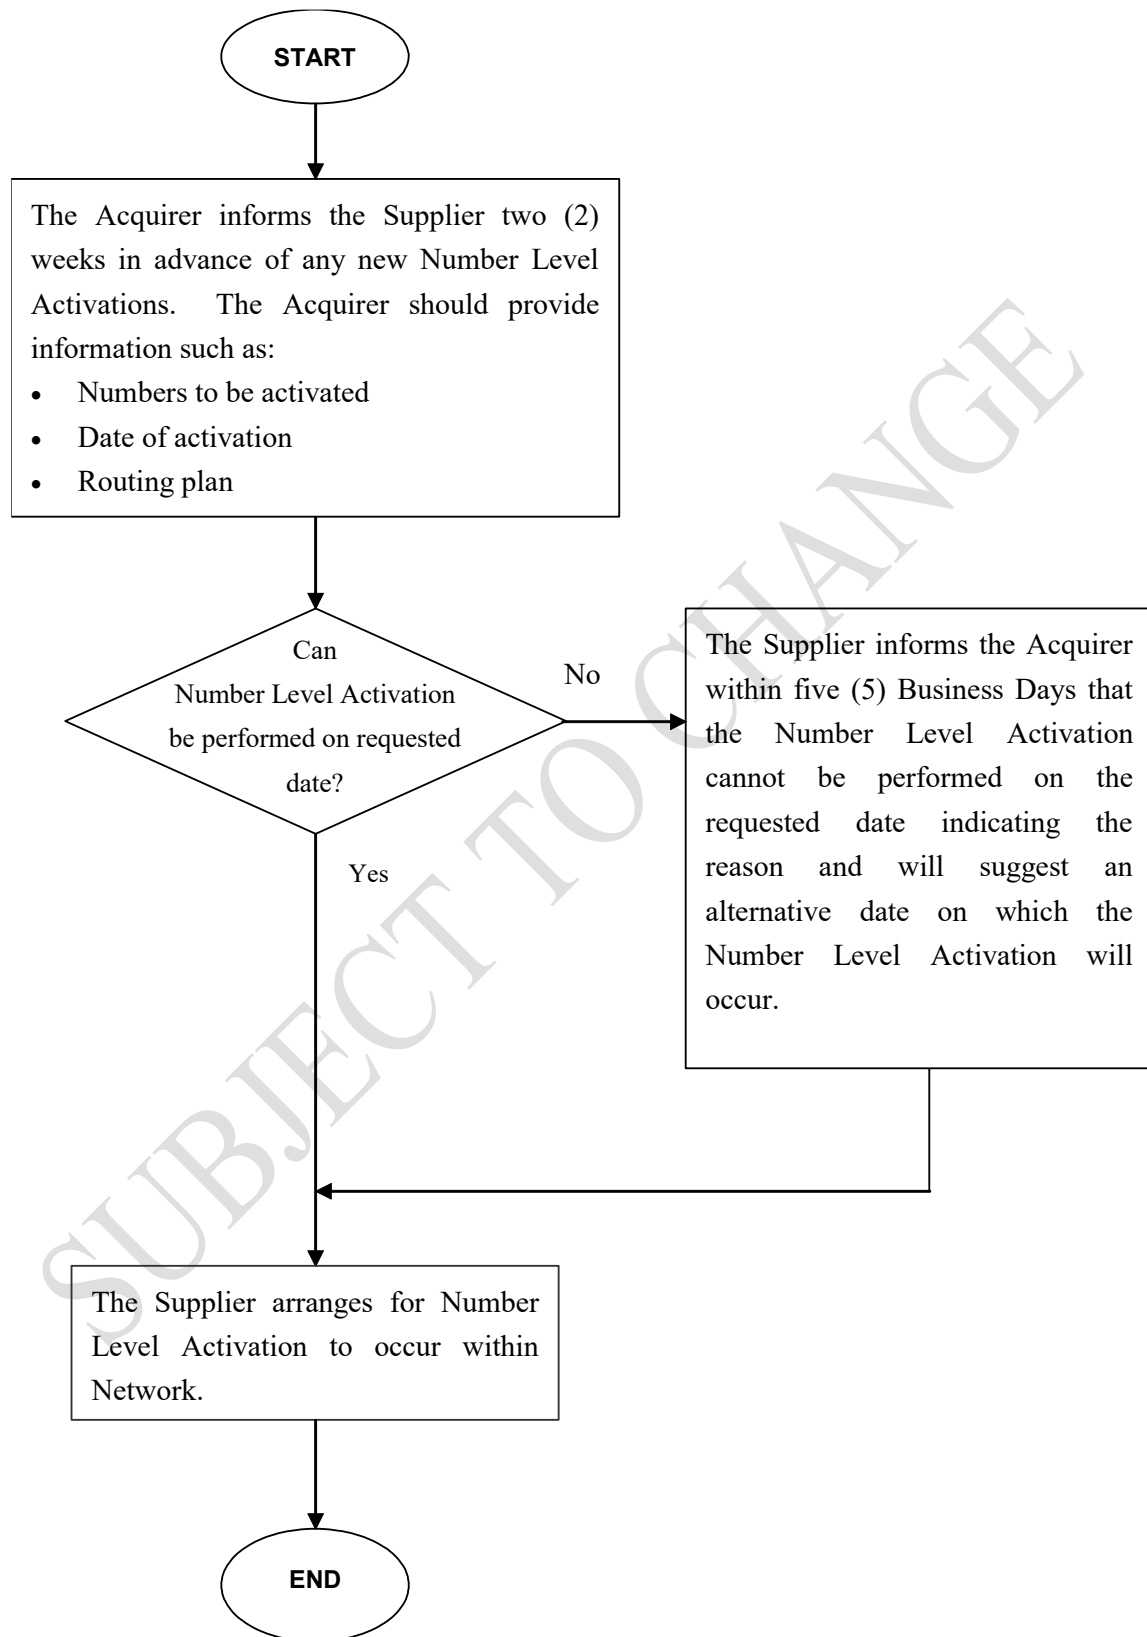 START
The Acquirer informs the Supplier two (2)
weeks in advance of any new Number Level
Activations. The Acquirer should provide
information such as:
• Numbers to be activated
• Date of activation
• Routing plan
Can
Number Level Activation
be performed on requested
date?
No
The Supplier informs the Acquirer
within five (5) Business Days that
the Number Level Activation
cannot be performed on the
requested date indicating the
reason and will suggest an
alternative date on which the
Number Level Activation will
occur.
Yes
The Supplier arranges for Number
Level Activation to occur within
Network.
END
SUBJECT TO CHANGE